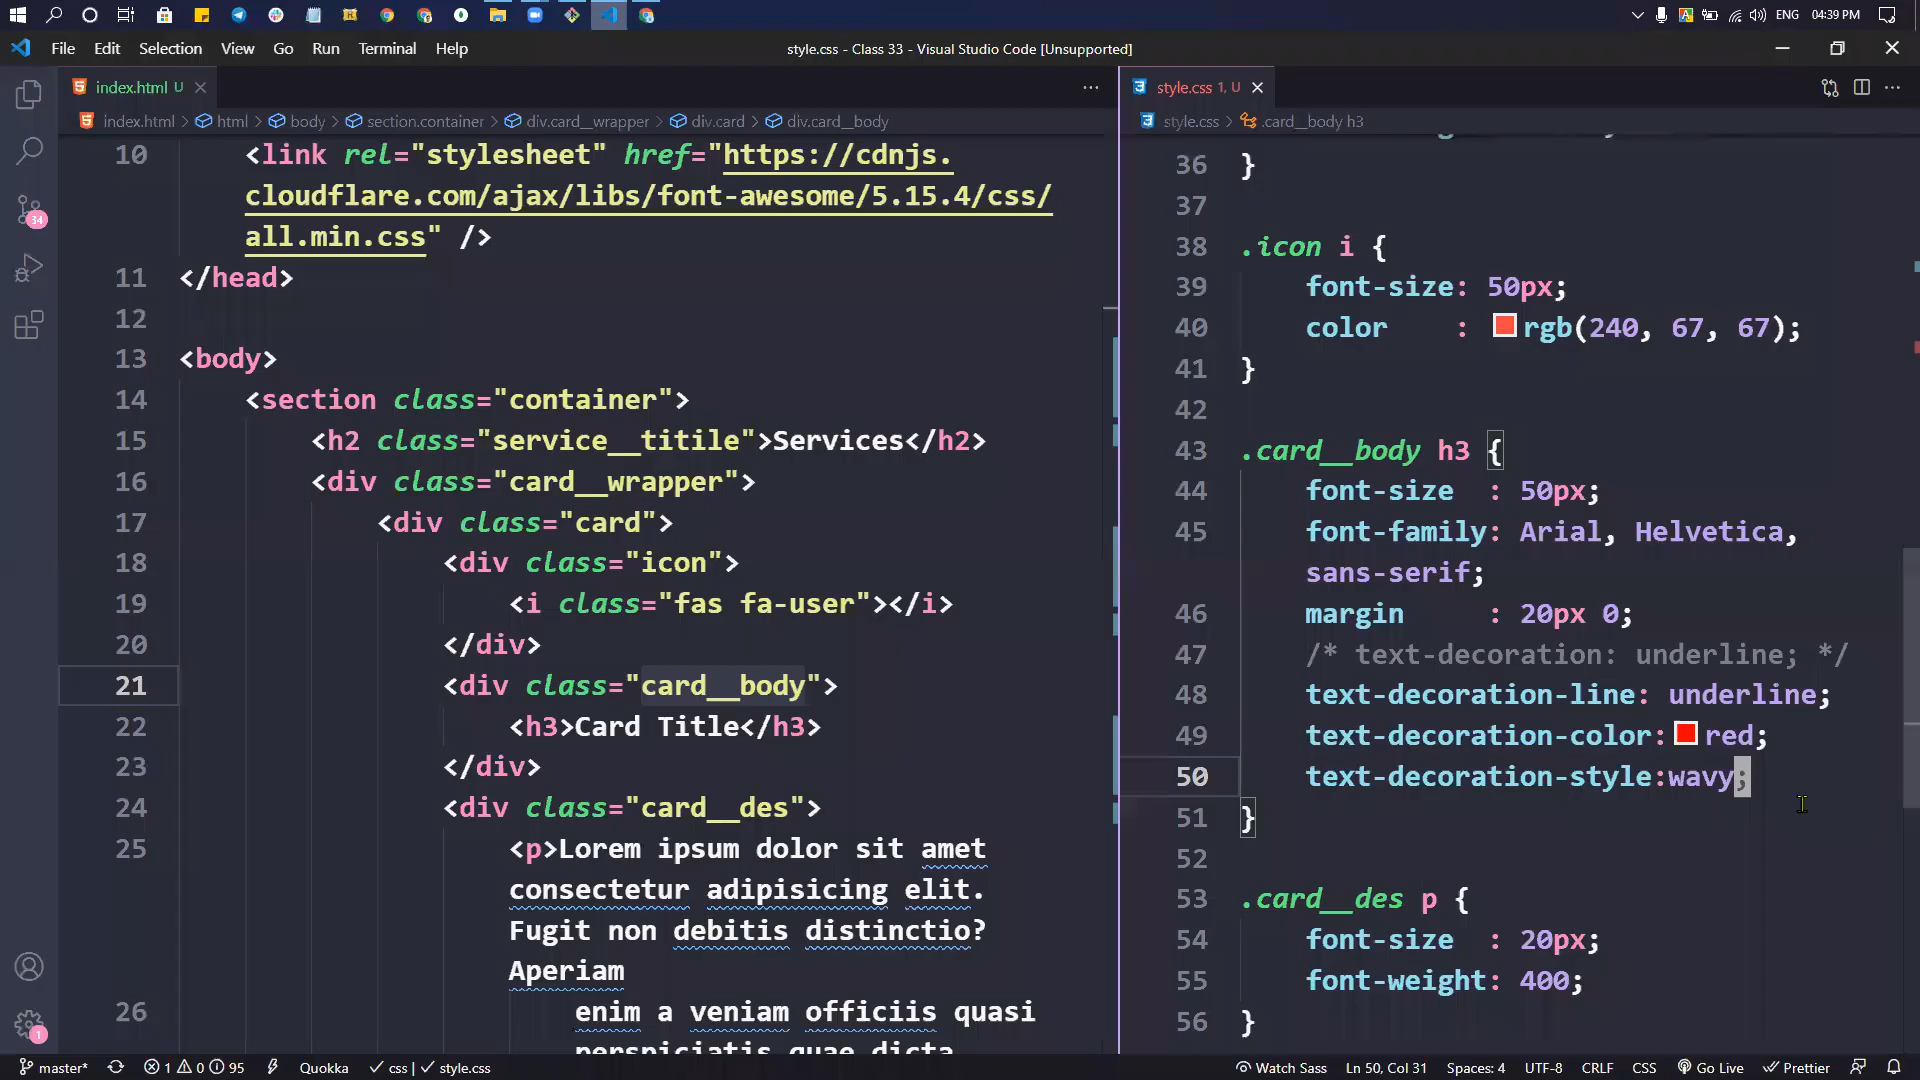 ENG
04:39 PM
File Edit Selection View Go Run Terminal Help
style.css - Class 33 - Visual Studio Code [Unsupported]
index.html U
style.css 1, U
index.html > html > body > section.container > div.card__wrapper > div.card > div.card__body
style.css > .card__body h3
10 <link rel="stylesheet" href="https://cdnjs.
cloudflare.com/ajax/libs/font-awesome/5.15.4/css/
all.min.css" />
11 </head>
12
13 <body>
14 <section class="container">
15 <h2 class="service__titile">Services</h2>
16 <div class="card__wrapper">
17 <div class="card">
18 <div class="icon">
19 <i class="fas fa-user"></i>
20 </div>
21 <div class="card__body">
22 <h3>Card Title</h3>
23 </div>
24 <div class="card__des">
25 <p>Lorem ipsum dolor sit amet
consectetur adipisicing elit.
Fugit non debitis distinctio?
Aperiam
26 enim a veniam officiis quasi
perspiciatis quae dicta
36 }
37
38 .icon i {
39 font-size: 50px;
40 color : rgb(240, 67, 67);
41 }
42
43 .card__body h3 {
44 font-size : 50px;
45 font-family: Arial, Helvetica,
sans-serif;
46 margin : 20px 0;
47 /* text-decoration: underline; */
48 text-decoration-line: underline;
49 text-decoration-color: red;
50 text-decoration-style:wavy;
51 }
52
53 .card__des p {
54 font-size : 20px;
55 font-weight: 400;
56 }
34
1
master* 1 0 95 Quokka css | style.css
Watch Sass Ln 50, Col 31 Spaces: 4 UTF-8 CRLF CSS Go Live Prettier